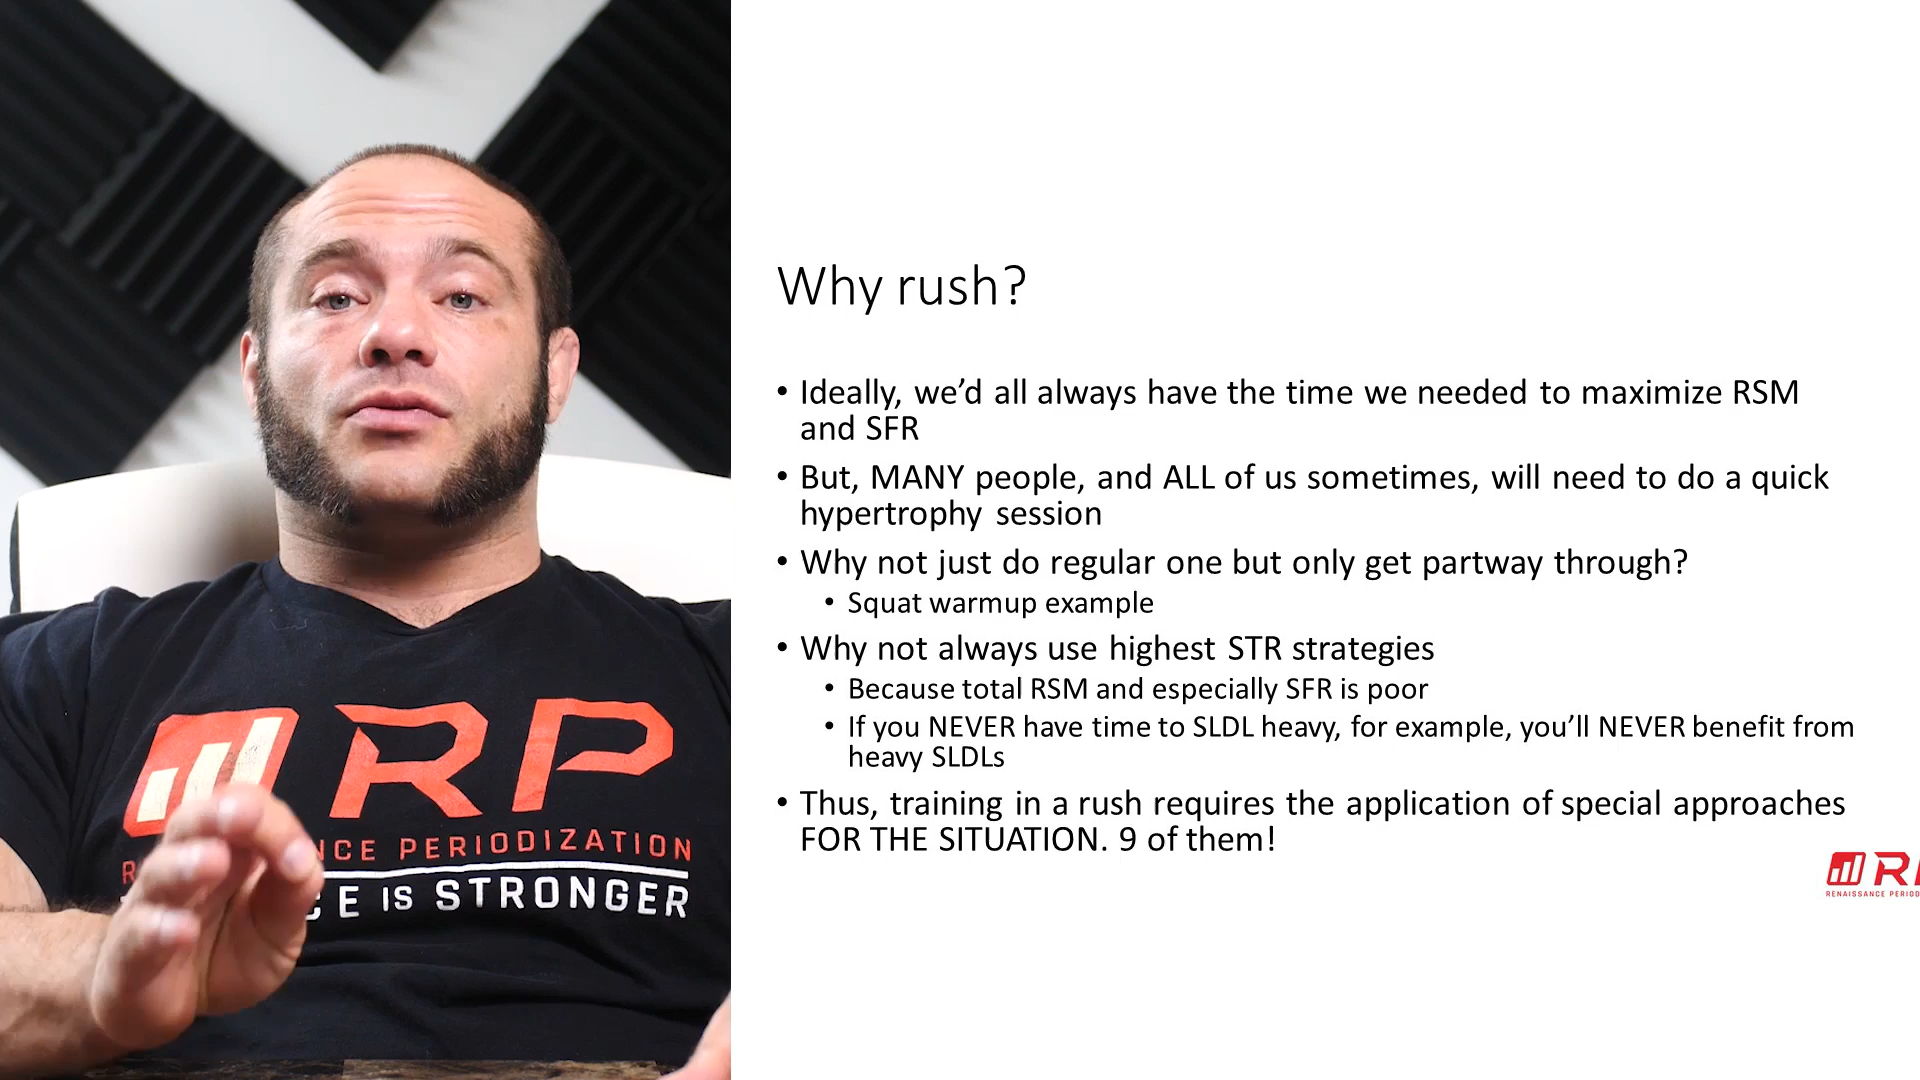 RP
NCE PERIODIZATION
CE IS STRONGER
Why rush?
• Ideally, we’d all always have the time we needed to maximize RSM
and SFR
• But, MANY people, and ALL of us sometimes, will need to do a quick
hypertrophy session
• Why not just do regular one but only get partway through?
• Squat warmup example
• Why not always use highest STR strategies
• Because total RSM and especially SFR is poor
• If you NEVER have time to SLDL heavy, for example, you’ll NEVER benefit from
heavy SLDLs
• Thus, training in a rush requires the application of special approaches
FOR THE SITUATION. 9 of them!
R
RENAISSANCE PERIOD